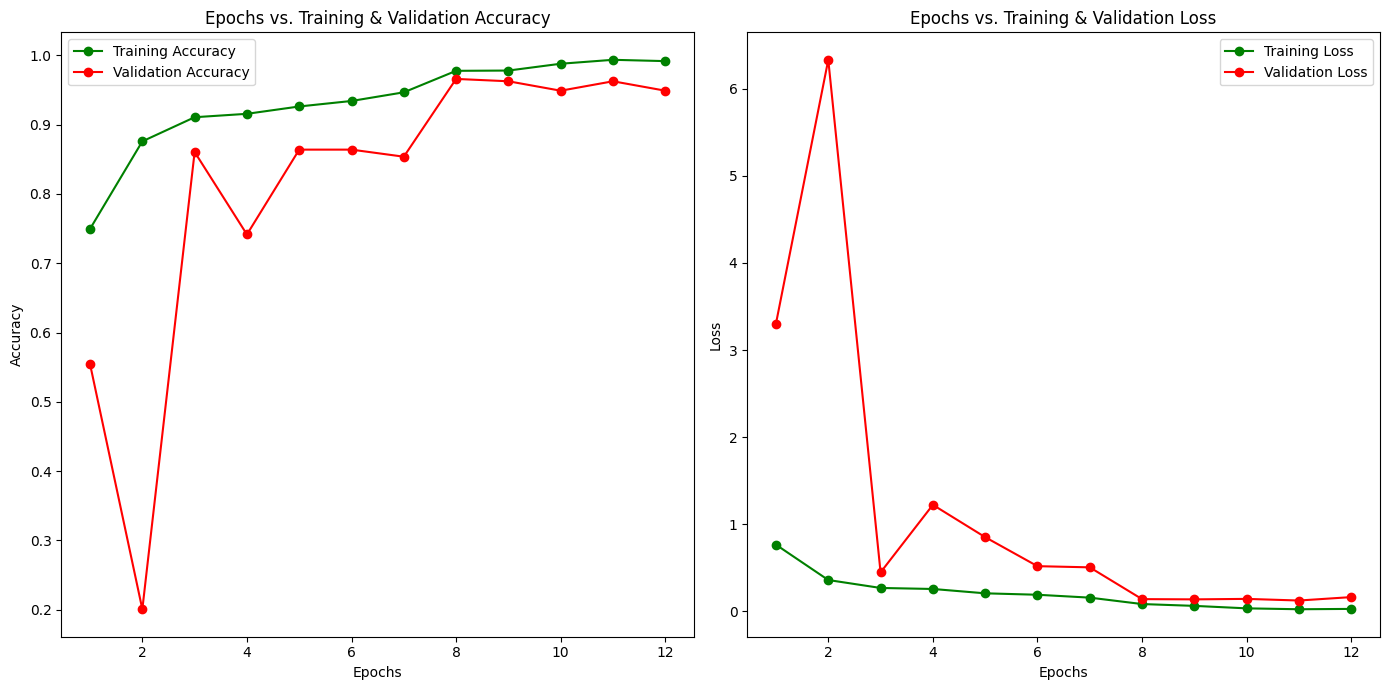 Epochs vs. Training & Validation Accuracy
Training Accuracy
Validation Accuracy
1.0
0.9
0.8
0.7
0.6
0.5
0.4
0.3
0.2
Accuracy
2 4 6 8 10 12
Epochs
Epochs vs. Training & Validation Loss
Training Loss
Validation Loss
6
5
4
3
2
1
0
Loss
2 4 6 8 10 12
Epochs